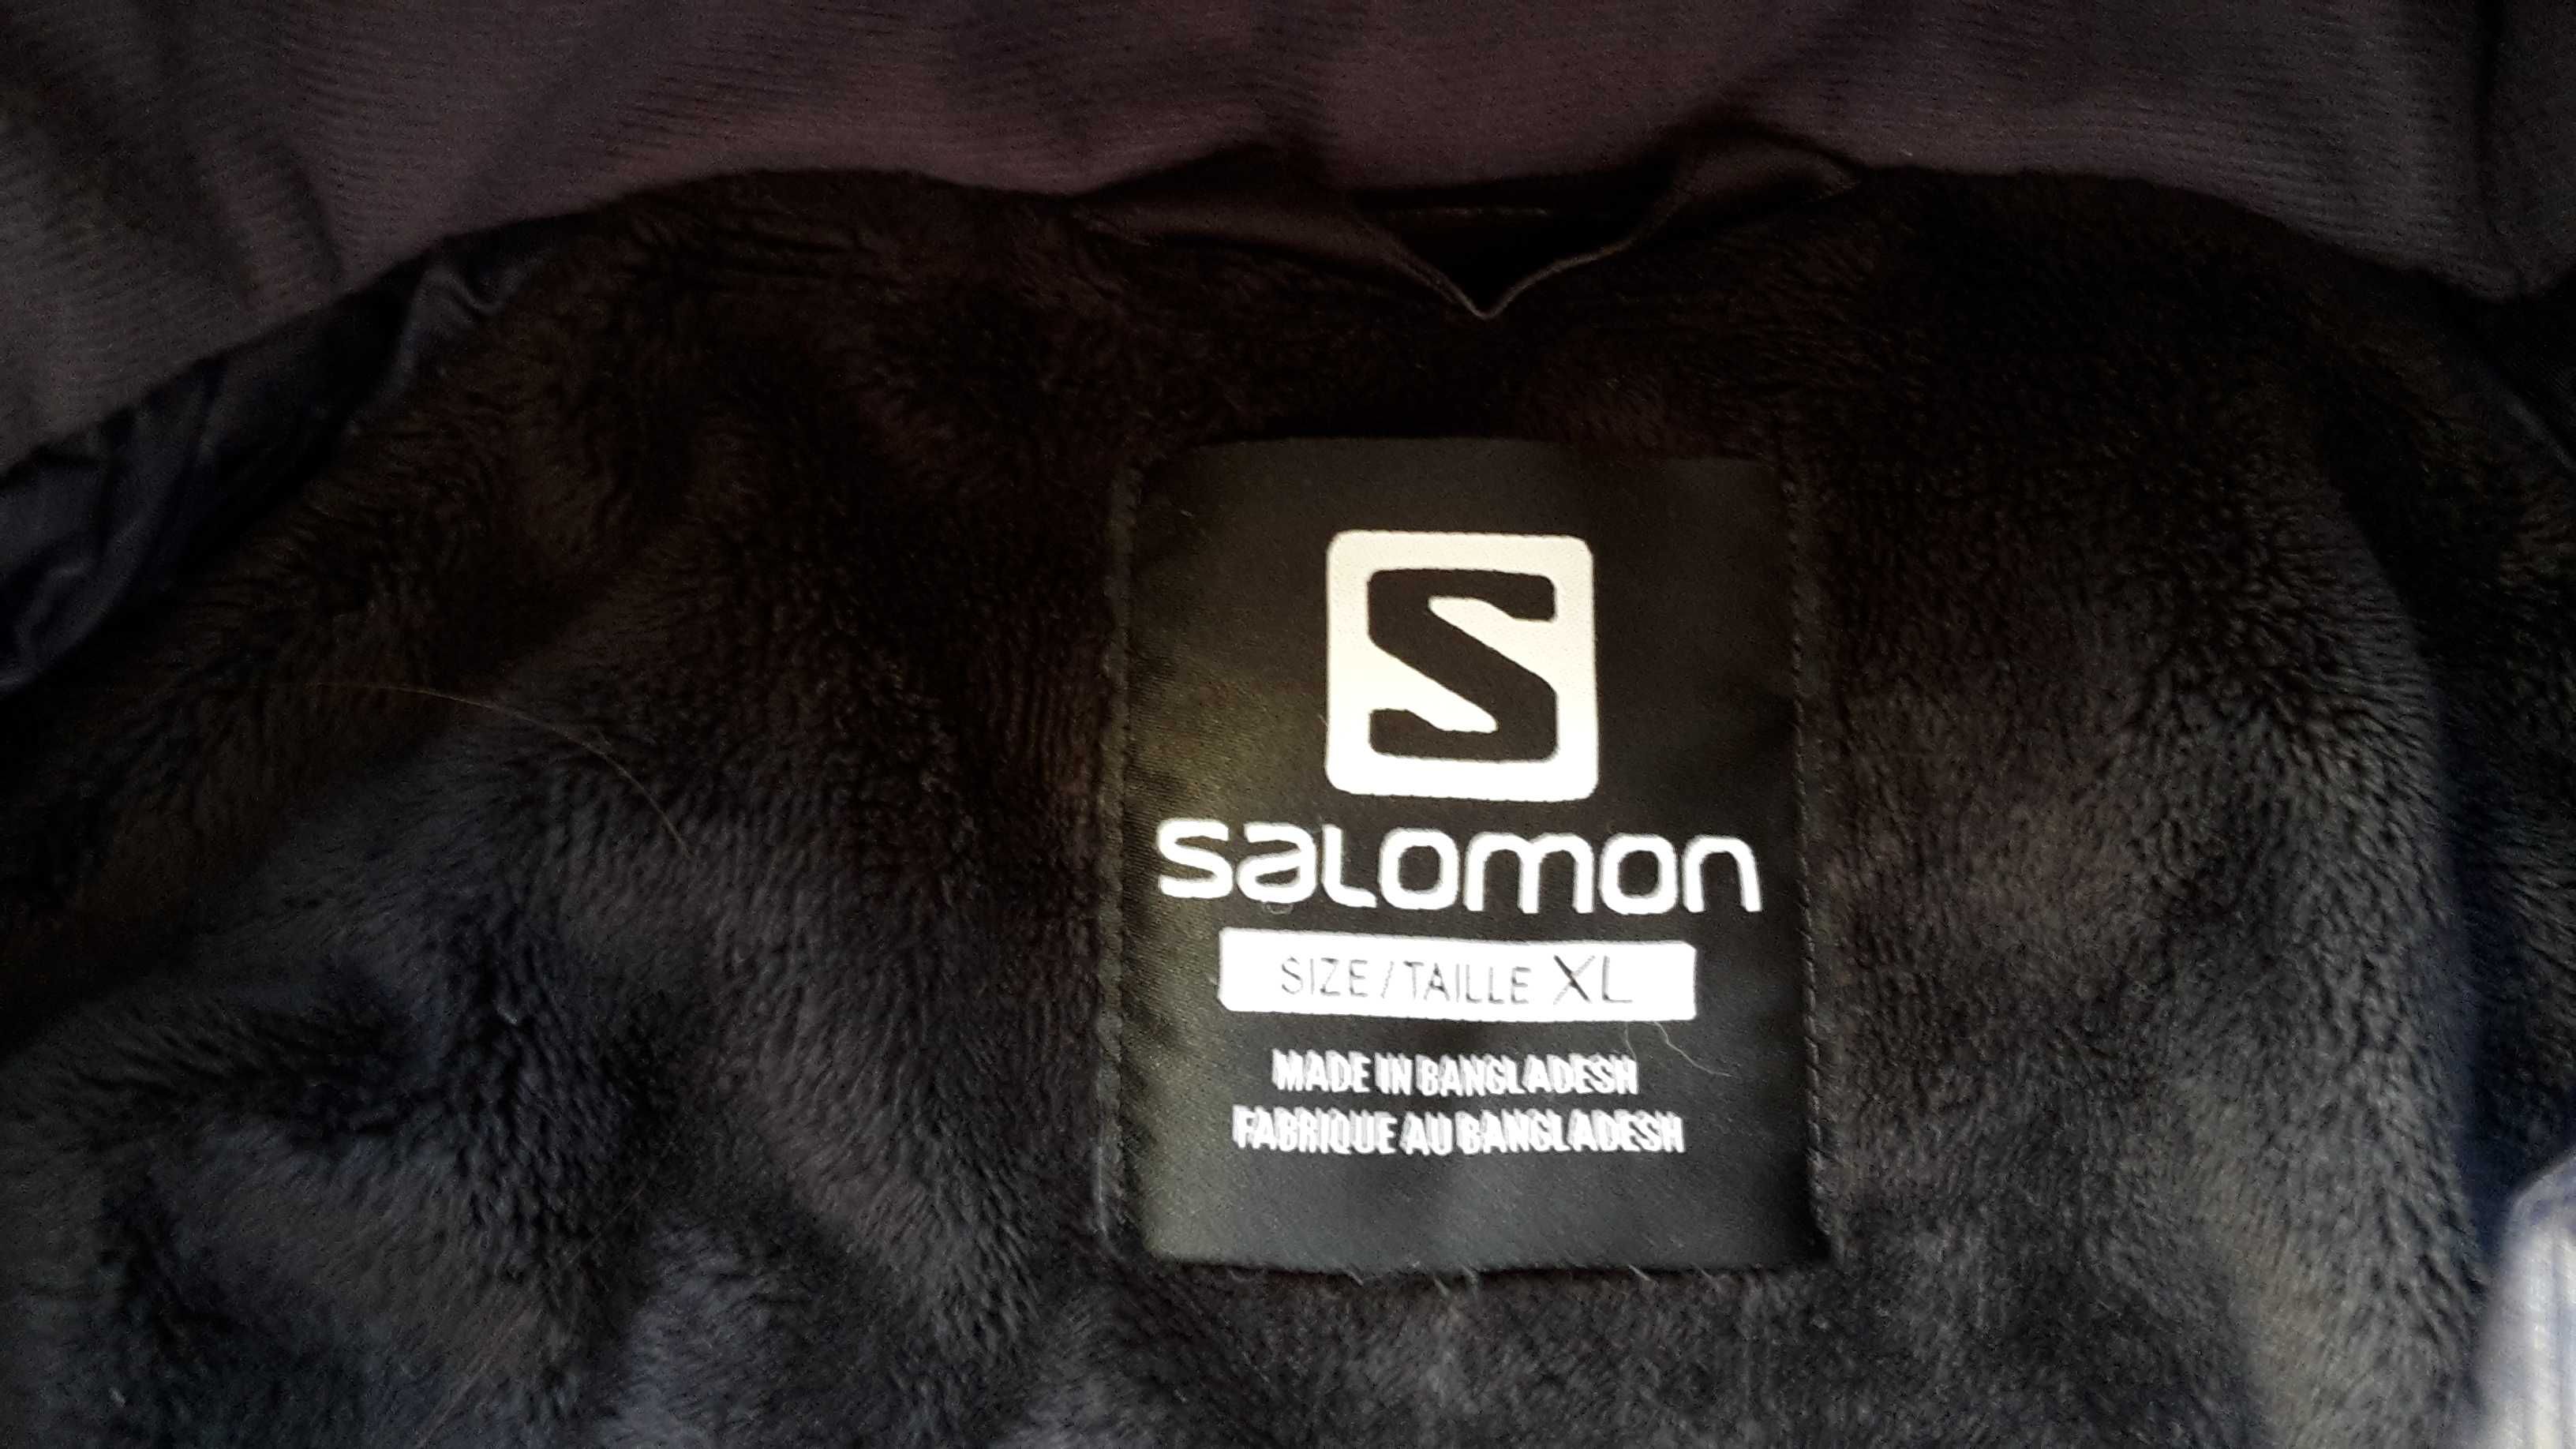 S
salomon
SIZE / TAILLE XL
MADE IN BANGLADESH
FABRIQUE AU BANGLADESH